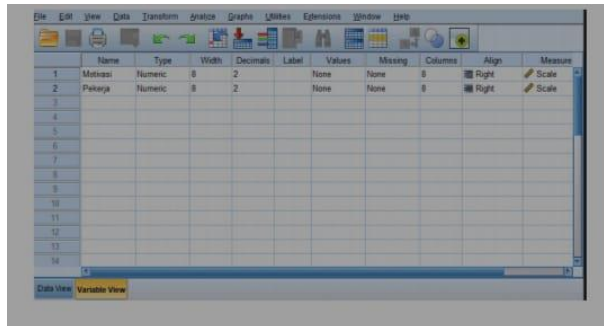 File Edit View Data Transform Analyze Graphs Utilities Extensions Window Help
Name Type Width Decimals Label Values Missing Columns Align Measure
1 Motivasi Numeric 8 2 None None 8 Right Scale
2 Pekerja Numeric 8 2 None None 8 Right Scale
3
4
5
6
7
8
9
10
11
12
13
14
Data View Variable View